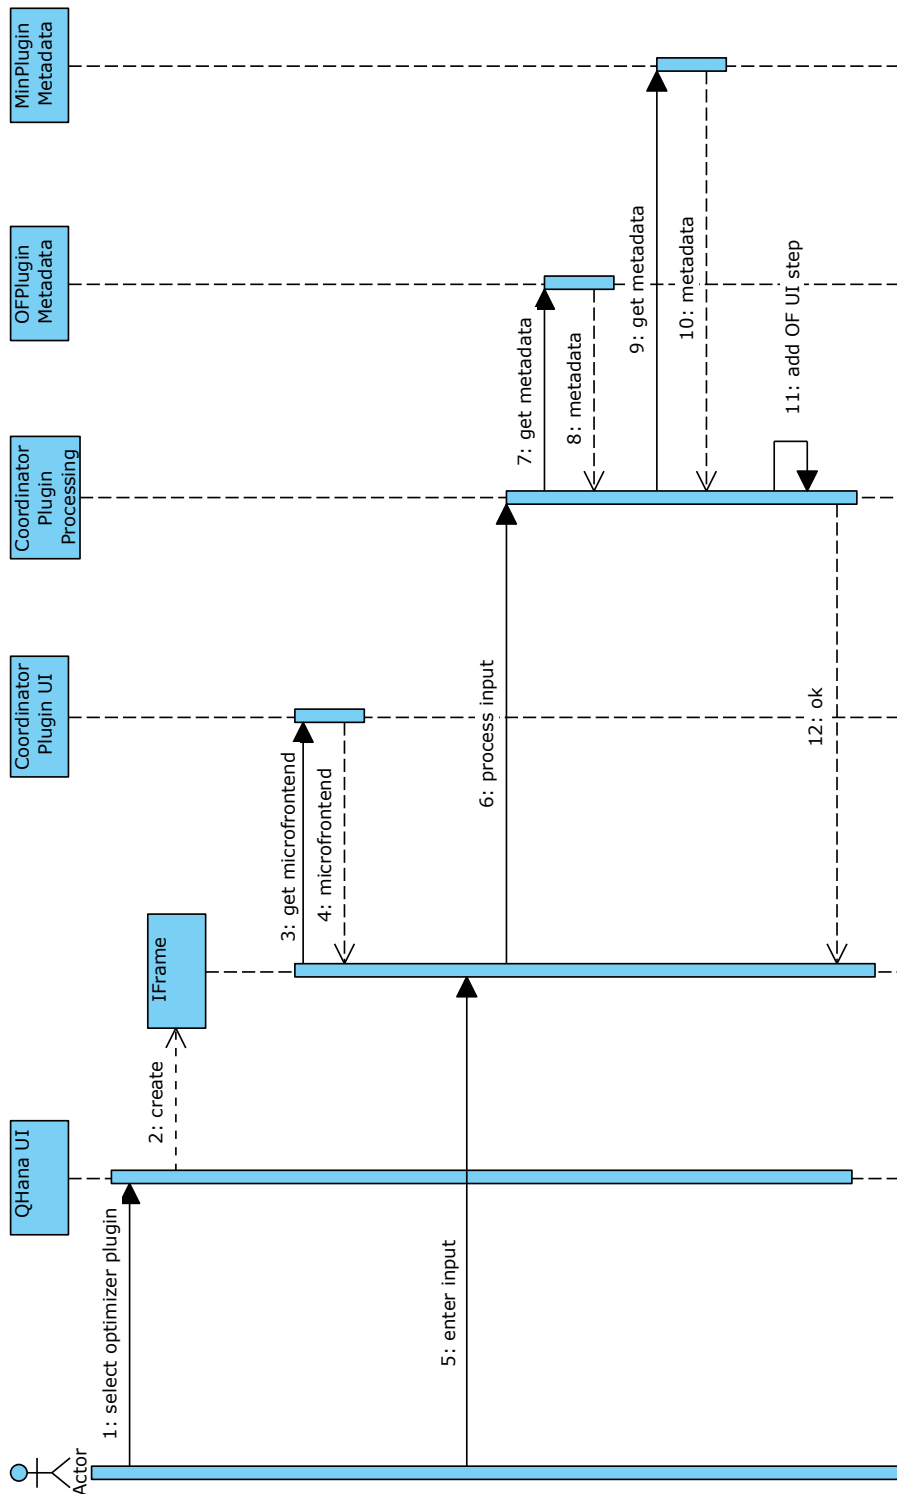 Actor
QHana UI
IFrame
Coordinator
Plugin UI
Coordinator
Plugin
Processing
OFPlugin
Metadata
MinPlugin
Metadata
1: select optimizer plugin
2: create
3: get microfrontend
4: microfrontend
5: enter input
6: process input
7: get metadata
8: metadata
9: get metadata
10: metadata
11: add OF UI step
12: ok